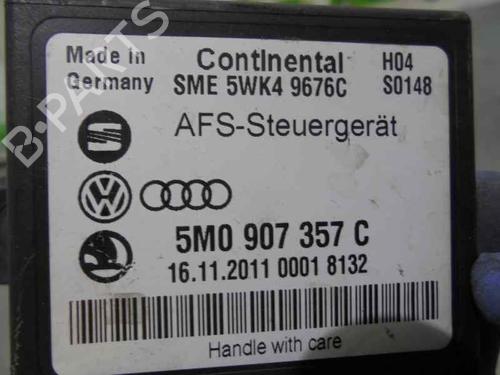 Made in
Germany
Continental
SME 5WK4 9676C
H04
S0148
AFS-Steuergerät
5M0 907 357 C
16.11.2011 0001 8132
Handle with care
B-PARTS